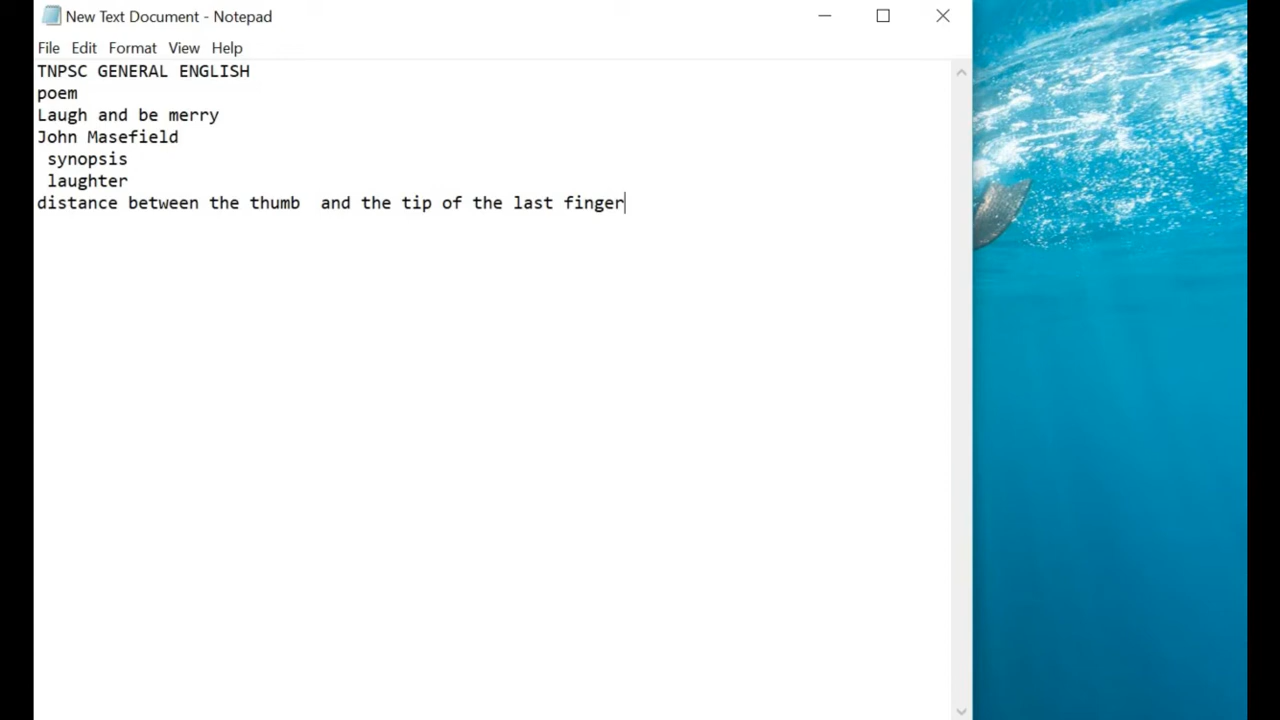 New Text Document - Notepad
File Edit Format View Help
TNPSC GENERAL ENGLISH
poem
Laugh and be merry
John Masefield
synopsis
laughter
distance between the thumb  and the tip of the last finger